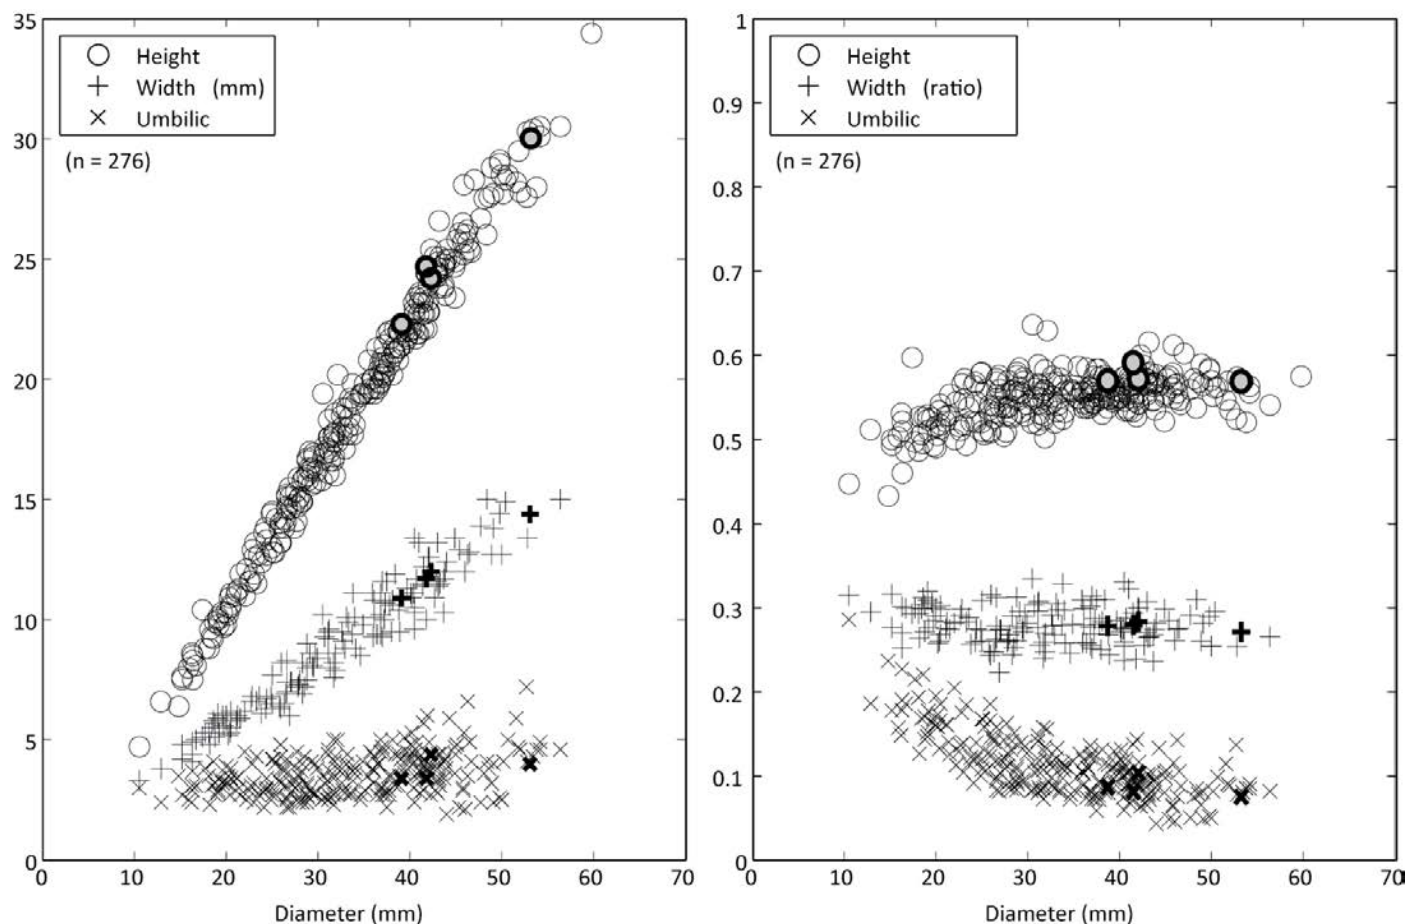 35
30
25
20
15
10
5
0
Height
Width (mm)
Umbilic
(n = 276)
0 10 20 30 40 50 60 70
Diameter (mm)
1
0.9
0.8
0.7
0.6
0.5
0.4
0.3
0.2
0.1
0
Height
Width (ratio)
Umbilic
(n = 276)
0 10 20 30 40 50 60 70
Diameter (mm)